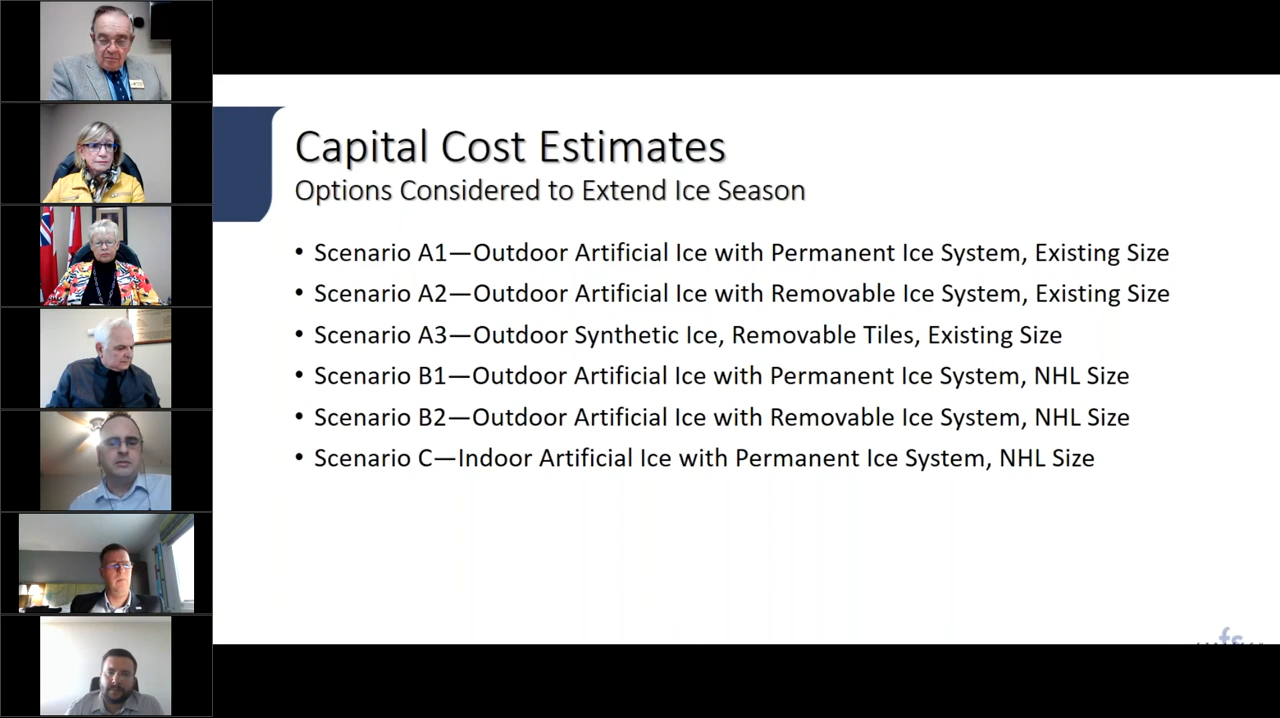 Capital Cost Estimates
Options Considered to Extend Ice Season
• Scenario A1—Outdoor Artificial Ice with Permanent Ice System, Existing Size
• Scenario A2—Outdoor Artificial Ice with Removable Ice System, Existing Size
• Scenario A3—Outdoor Synthetic Ice, Removable Tiles, Existing Size
• Scenario B1—Outdoor Artificial Ice with Permanent Ice System, NHL Size
• Scenario B2—Outdoor Artificial Ice with Removable Ice System, NHL Size
• Scenario C—Indoor Artificial Ice with Permanent Ice System, NHL Size
fs